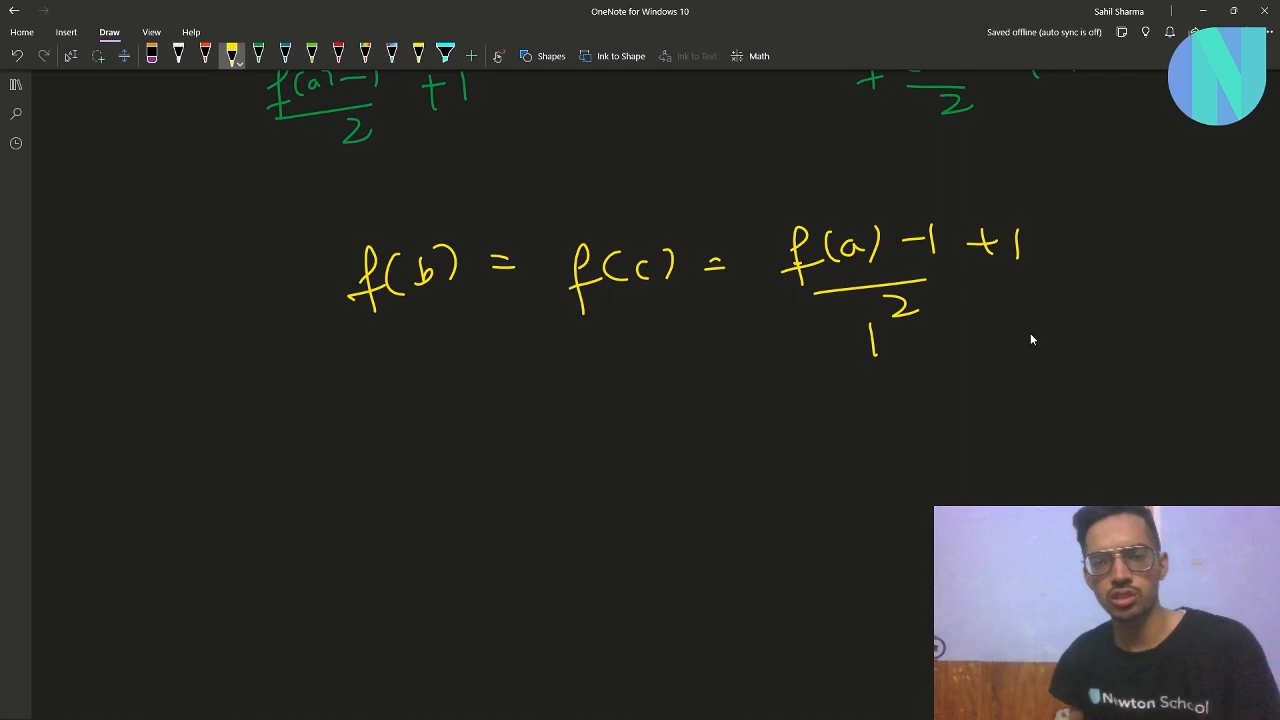 OneNote for Windows 10
Sahil Sharma
Home Insert Draw View Help
Saved offline (auto sync is off)
Shapes Ink to Shape Ink to Text Math
f(a) - 1 + 1
2
+
2
f(b) = f(c) = f(a) - 1 + 1
2
1
Newton School